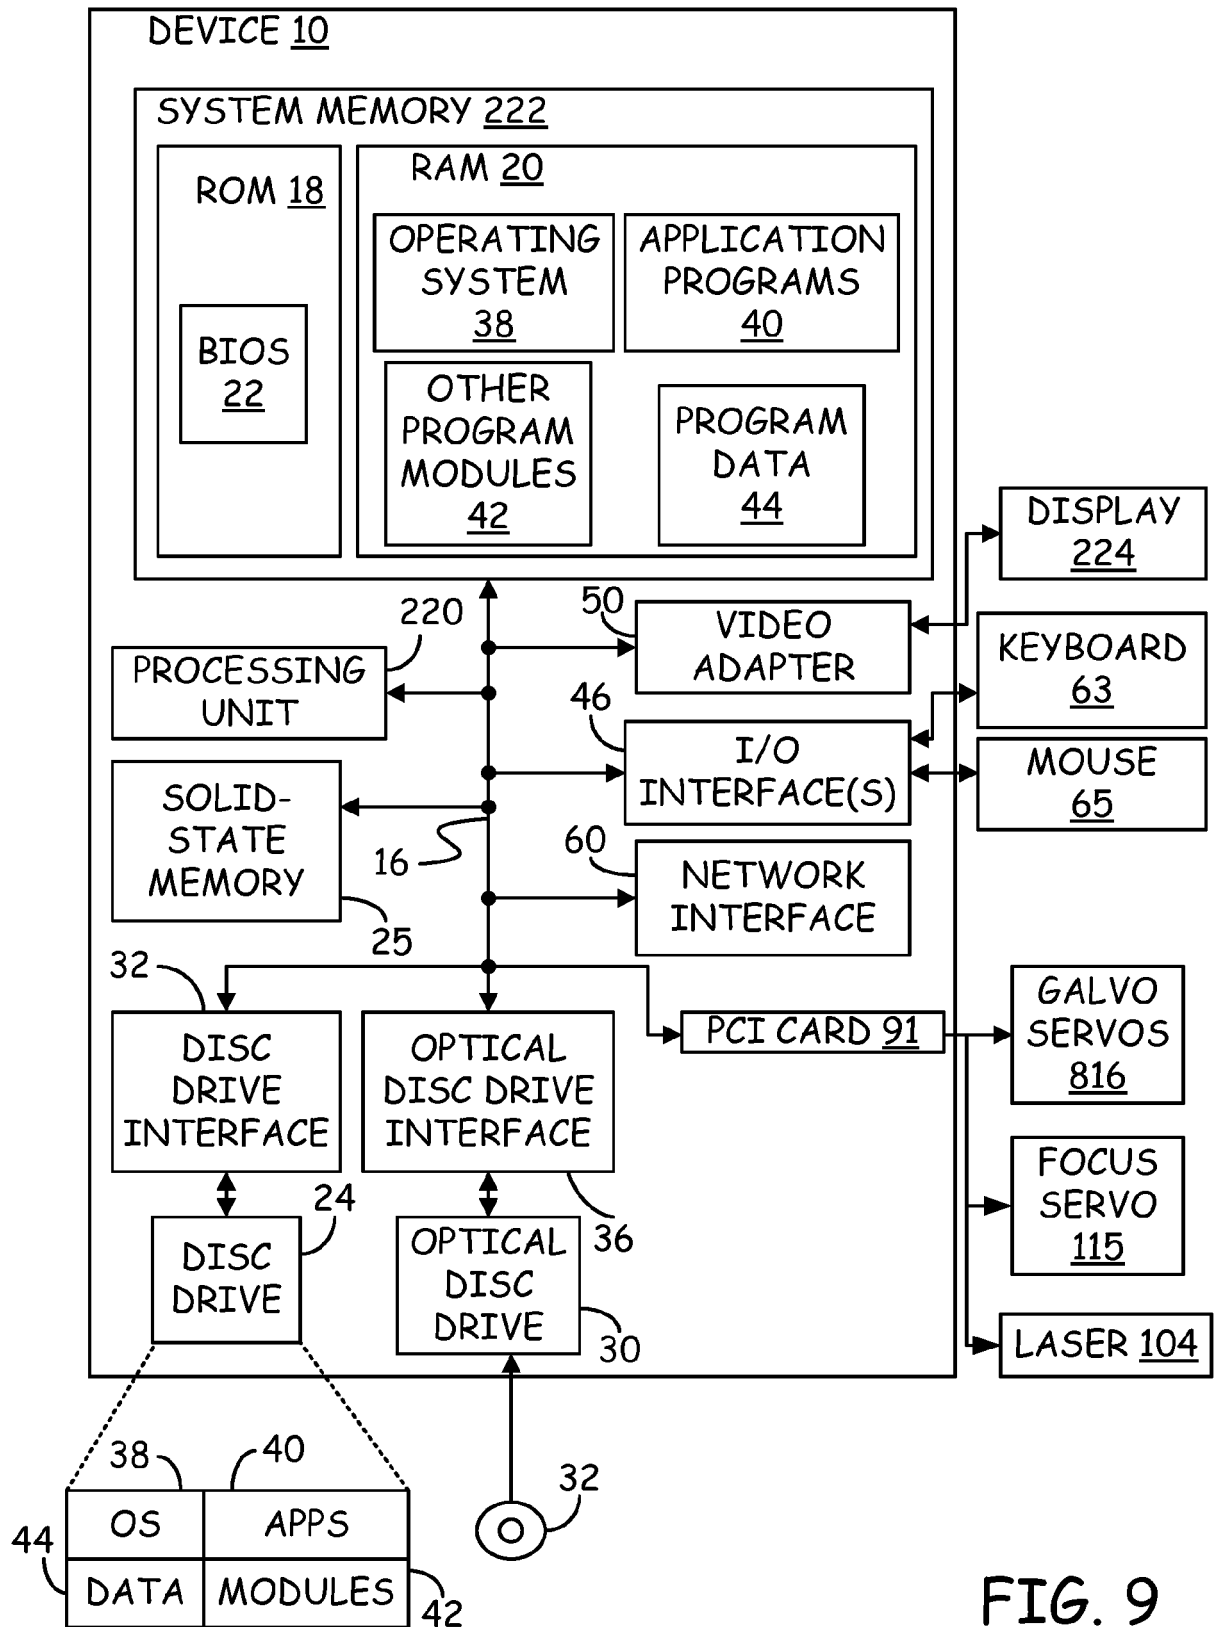 DEVICE 10
SYSTEM MEMORY 222
ROM 18
BIOS
22
RAM 20
OPERATING
SYSTEM
38
APPLICATION
PROGRAMS
40
OTHER
PROGRAM
MODULES
42
PROGRAM
DATA
44
DISPLAY
224
220
PROCESSING
UNIT
50
VIDEO
ADAPTER
KEYBOARD
63
46
I/O
INTERFACE(S)
MOUSE
65
SOLID-
STATE
MEMORY
25
16
60
NETWORK
INTERFACE
32
DISC
DRIVE
INTERFACE
OPTICAL
DISC DRIVE
INTERFACE
36
PCI CARD 91
GALVO
SERVOS
816
FOCUS
SERVO
115
LASER 104
24
DISC
DRIVE
OPTICAL
DISC
DRIVE
30
38
40
OS
APPS
44
DATA
MODULES
42
32
FIG. 9